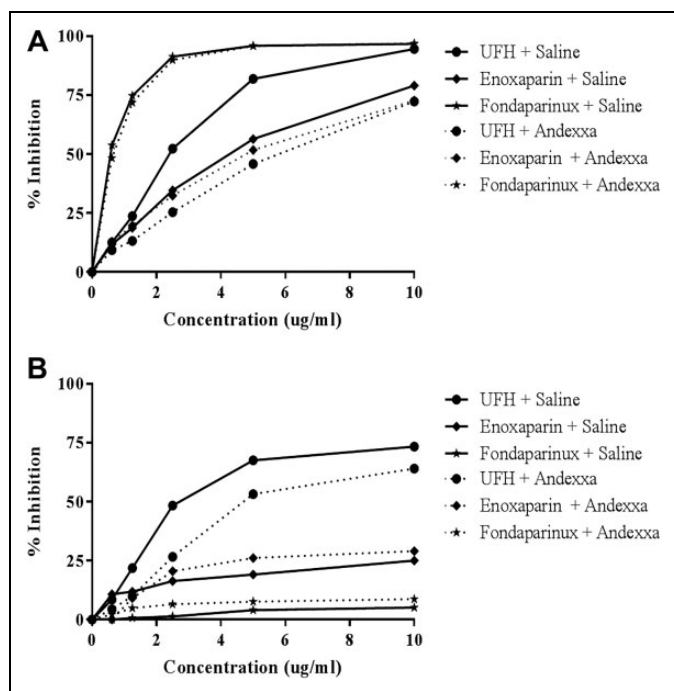 A
100
75
50
25
0
% Inhibition
0 2 4 6 8 10
Concentration (ug/ml)
UFH + Saline
Enoxaparin + Saline
Fondaparinux + Saline
UFH + Andexxa
Enoxaparin + Andexxa
Fondaparinux + Andexxa
B
100
75
50
25
0
% Inhibition
0 2 4 6 8 10
Concentration (ug/ml)
UFH + Saline
Enoxaparin + Saline
Fondaparinux + Saline
UFH + Andexxa
Enoxaparin + Andexxa
Fondaparinux + Andexxa